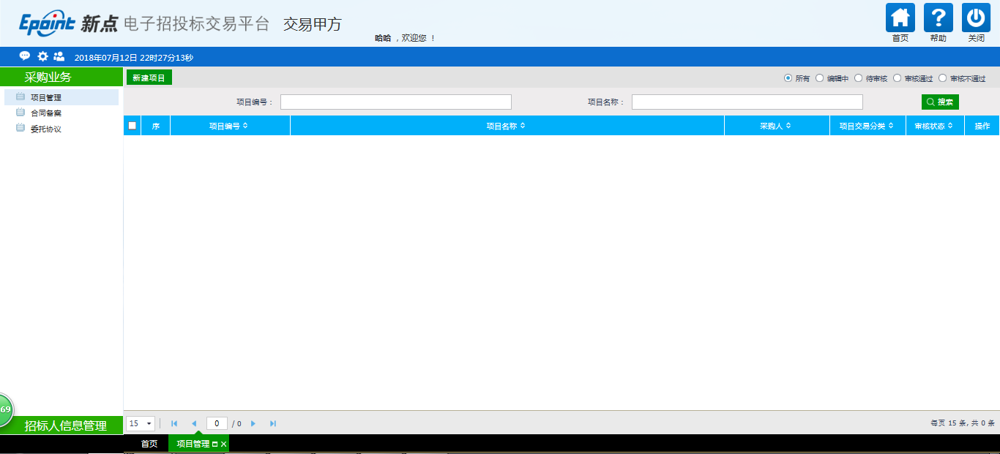 Epoint 新点 电子招投标交易平台 交易甲方
哈哈 ，欢迎您 ！
首页 帮助 关闭
2018年07月12日 22时27分13秒
采购业务
新建项目
所有 编辑中 待审核 审核通过 审核不通过
项目管理
合同备案
委托协议
项目编号： 项目名称： 搜索
序 项目编号 项目名称 采购人 项目交易分类 审核状态 操作
69
招标人信息管理
15 0 / 0 每页 15 条, 共 0 条
首页 项目管理